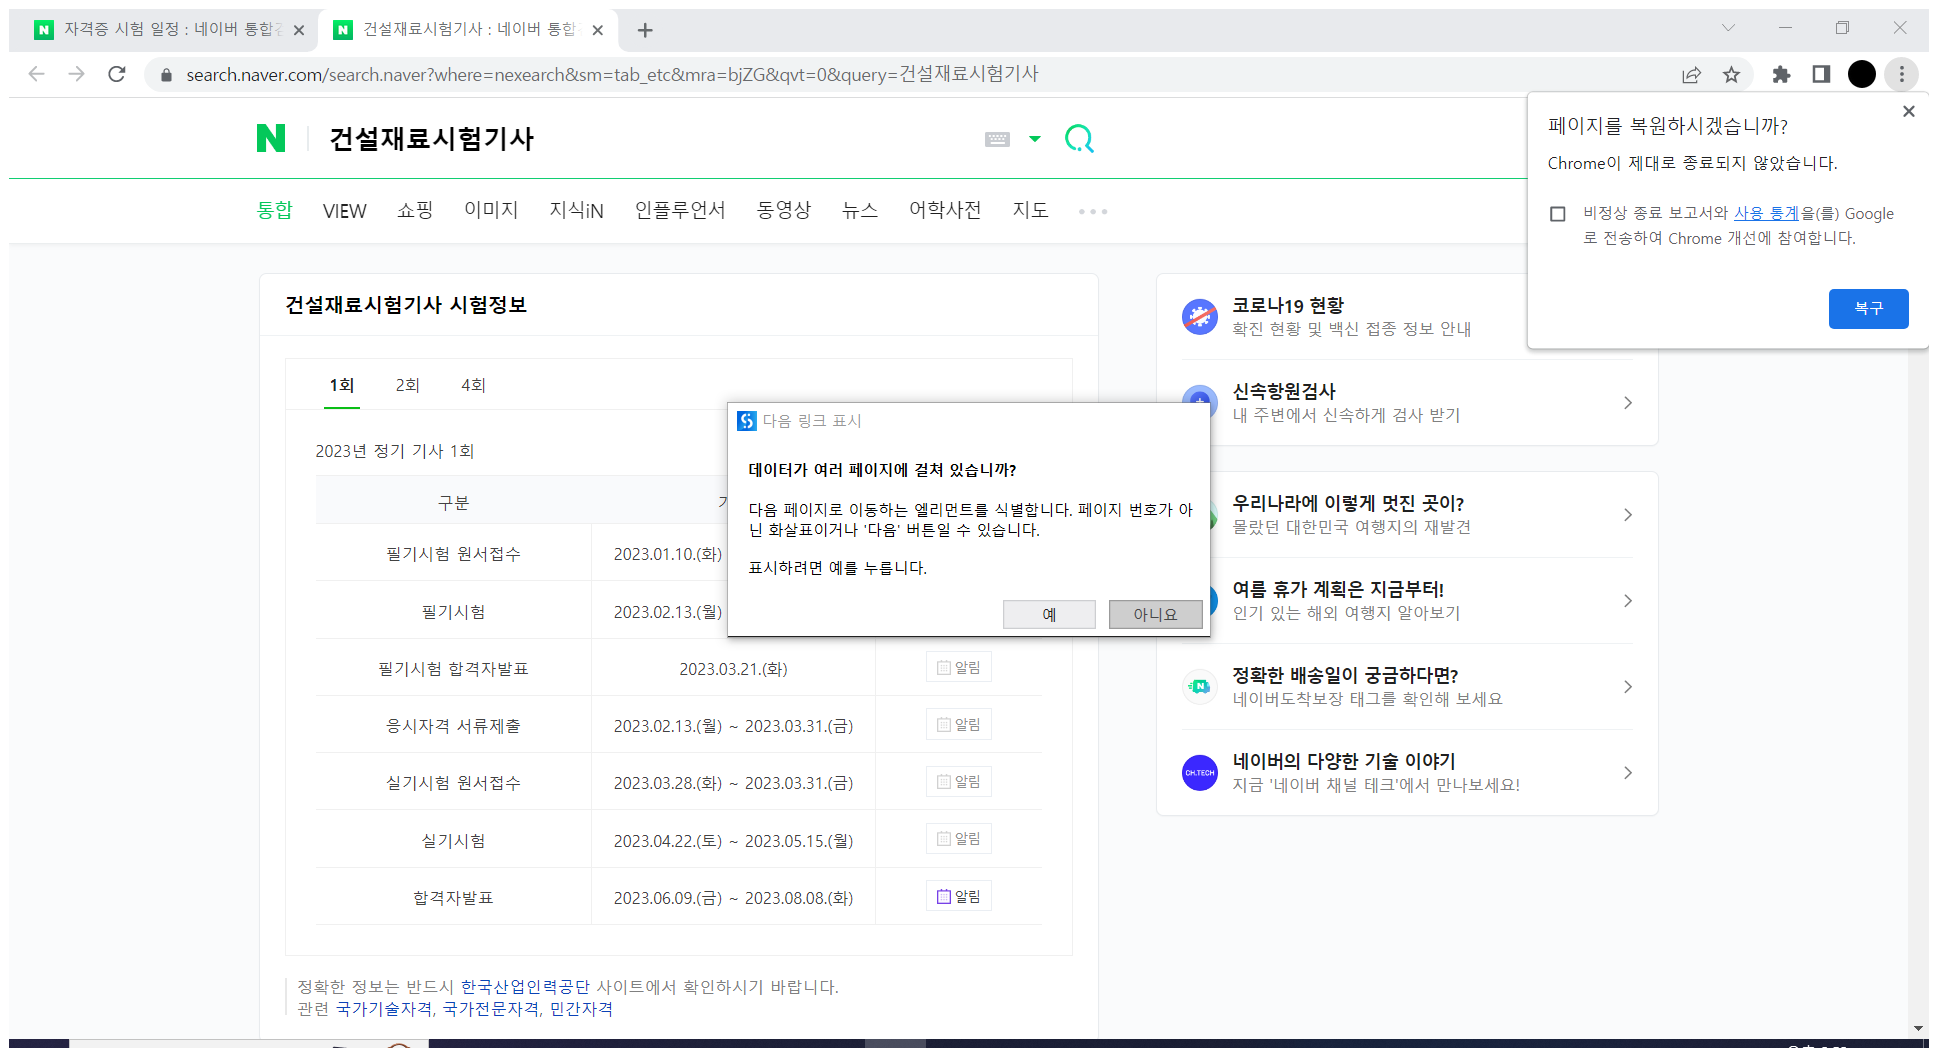 자격증 시험 일정 : 네이버 통합검
건설재료시험기사 : 네이버 통합
search.naver.com/search.naver?where=nexearch&sm=tab_etc&mra=bjZG&qvt=0&query=건설재료시험기사
페이지를 복원하시겠습니까?
Chrome이 제대로 종료되지 않았습니다.
비정상 종료 보고서와 사용 통계을(를) Google
로 전송하여 Chrome 개선에 참여합니다.
복구
N 건설재료시험기사
통합 VIEW 쇼핑 이미지 지식iN 인플루언서 동영상 뉴스 어학사전 지도
건설재료시험기사 시험정보
1회 2회 4회
2023년 정기 기사 1회
구분
필기시험 원서접수 2023.01.10.(화)
필기시험 2023.02.13.(월)
필기시험 합격자발표 2023.03.21.(화) 알림
응시자격 서류제출 2023.02.13.(월) ~ 2023.03.31.(금) 알림
실기시험 원서접수 2023.03.28.(화) ~ 2023.03.31.(금) 알림
실기시험 2023.04.22.(토) ~ 2023.05.15.(월) 알림
합격자발표 2023.06.09.(금) ~ 2023.08.08.(화) 알림
정확한 정보는 반드시 한국산업인력공단 사이트에서 확인하시기 바랍니다.
관련 국가기술자격, 국가전문자격, 민간자격
다음 링크 표시
데이터가 여러 페이지에 걸쳐 있습니까?
다음 페이지로 이동하는 엘리먼트를 식별합니다. 페이지 번호가 아
닌 화살표이거나 '다음' 버튼일 수 있습니다.
표시하려면 예를 누릅니다.
예 아니요
코로나19 현황
확진 현황 및 백신 접종 정보 안내
신속항원검사
내 주변에서 신속하게 검사 받기
우리나라에 이렇게 멋진 곳이?
몰랐던 대한민국 여행지의 재발견
여름 휴가 계획은 지금부터!
인기 있는 해외 여행지 알아보기
정확한 배송일이 궁금하다면?
네이버도착보장 태그를 확인해 보세요
CH.TECH
네이버의 다양한 기술 이야기
지금 '네이버 채널 테크'에서 만나보세요!